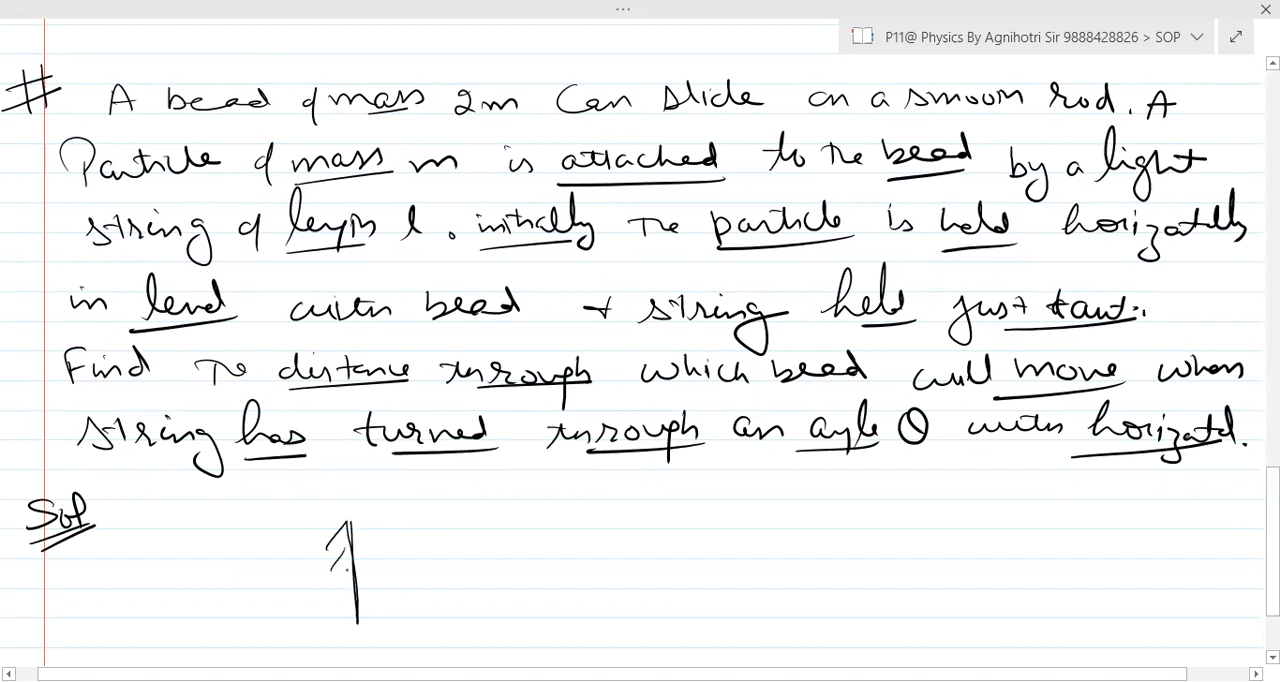 ...
P11@ Physics By Agnihotri Sir 9888428826 > SOP
# A bead of mass 2m Can slide on a smooth rod. A
Particle of mass m is attached to the bead by a light
string of length l. initially the particle is held horizatally
in level with bead & string held just taut.
Find the distance through which bead will move when
string has turned through an angle θ with horizatl.
Sol